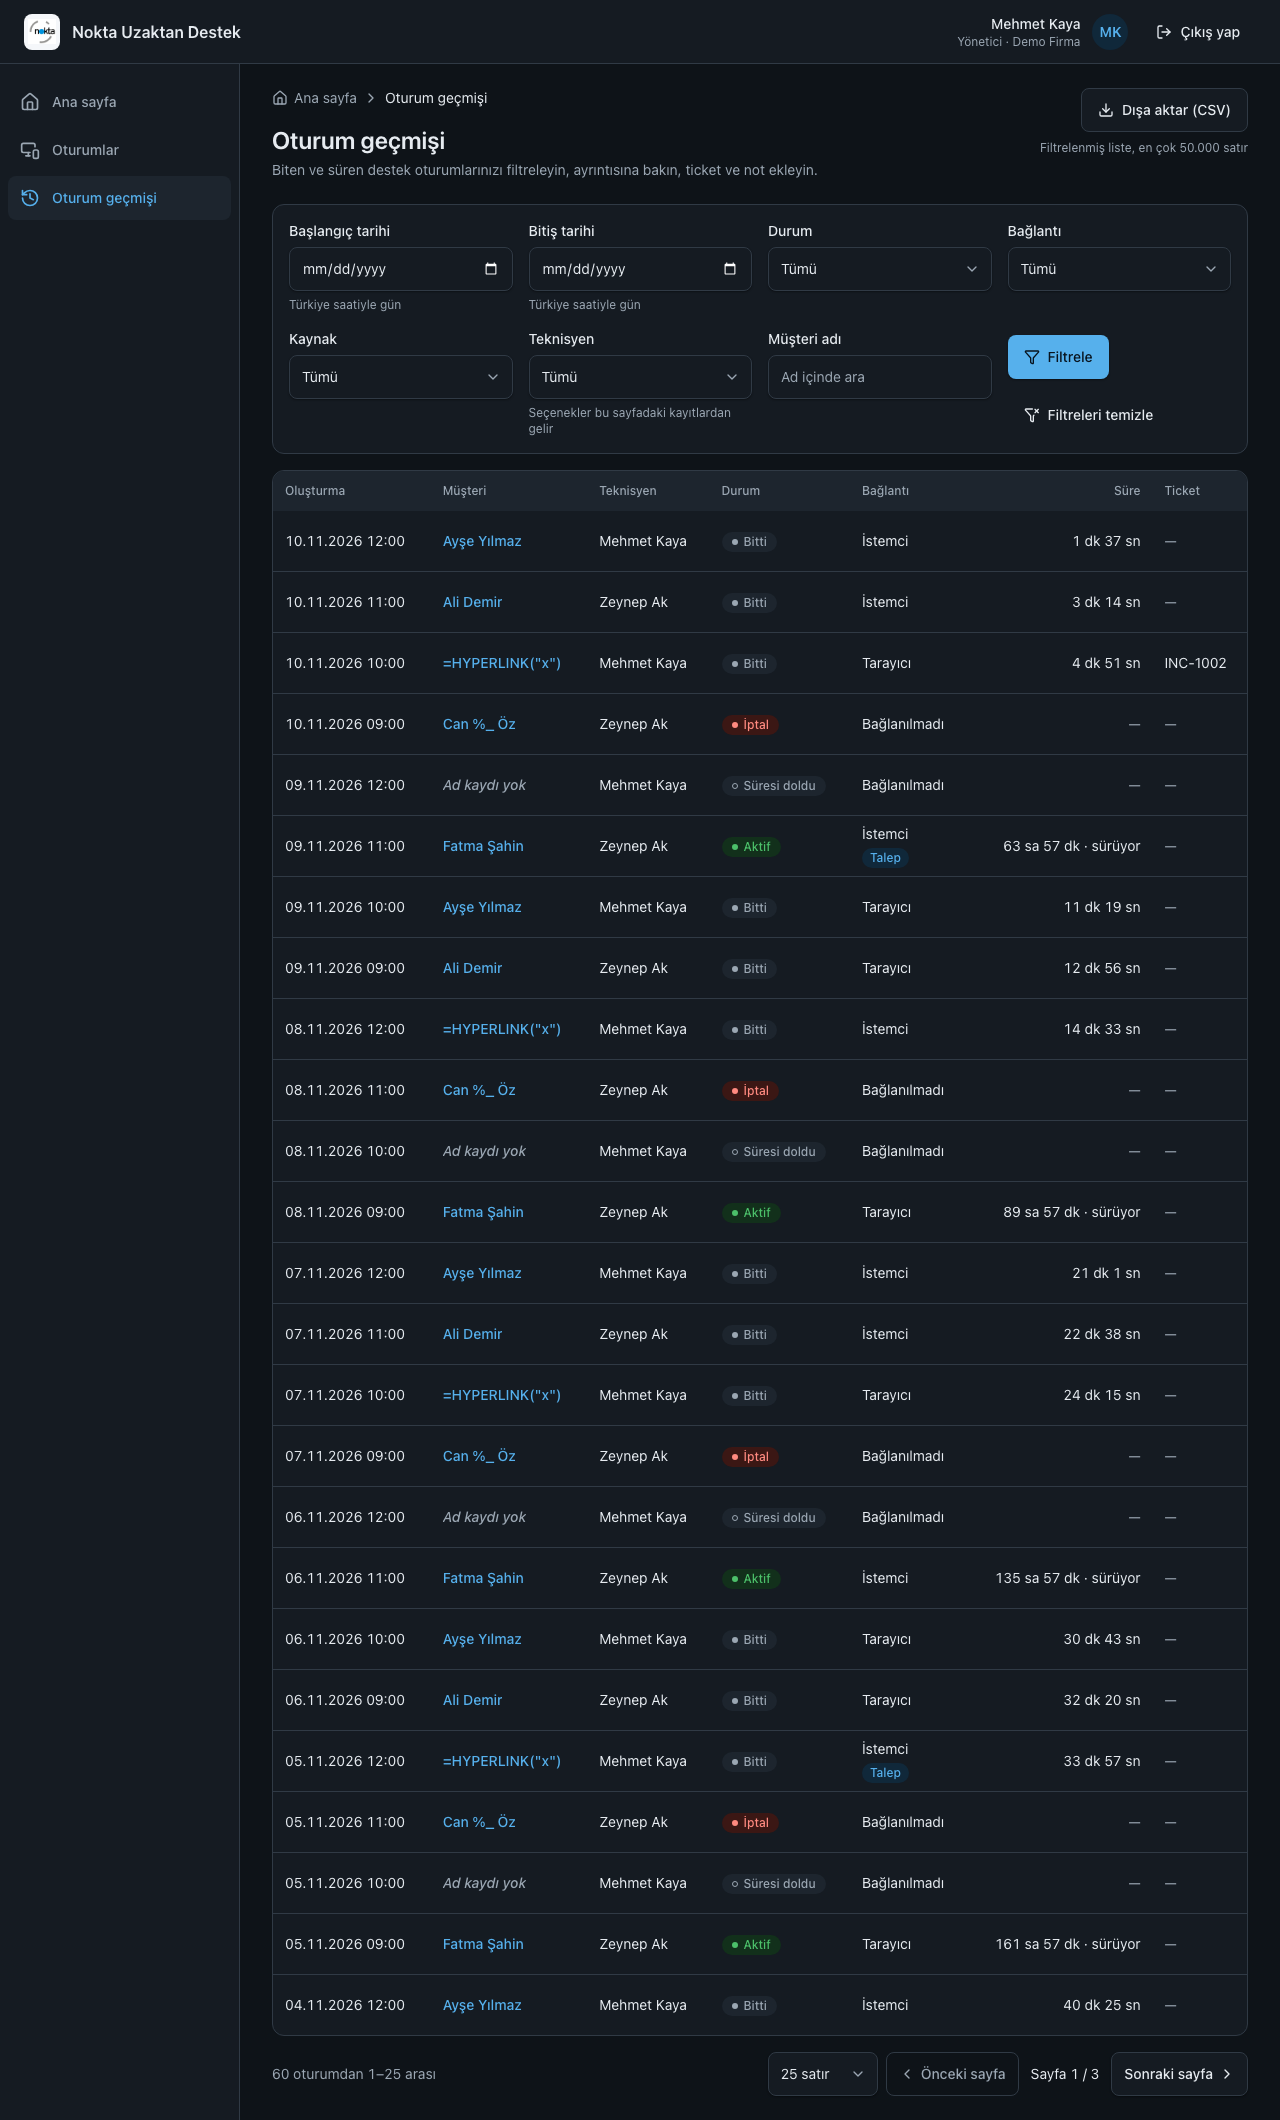 nokta Nokta Uzaktan Destek
Mehmet Kaya
Yönetici · Demo Firma
MK
Çıkış yap
Ana sayfa
Oturumlar
Oturum geçmişi
Ana sayfa > Oturum geçmişi
Oturum geçmişi
Biten ve süren destek oturumlarınızı filtreleyin, ayrıntısına bakın, ticket ve not ekleyin.
Dışa aktar (CSV)
Filtrelenmiş liste, en çok 50.000 satır
Başlangıç tarihi Bitiş tarihi Durum Bağlantı
mm/dd/yyyy mm/dd/yyyy Tümü Tümü
Türkiye saatiyle gün Türkiye saatiyle gün
Kaynak Teknisyen Müşteri adı
Tümü Tümü Ad içinde ara Filtrele
Seçenekler bu sayfadaki kayıtlardan
gelir
Filtreleri temizle
Oluşturma Müşteri Teknisyen Durum Bağlantı Süre Ticket
10.11.2026 12:00 Ayşe Yılmaz Mehmet Kaya Bitti İstemci 1 dk 37 sn —
10.11.2026 11:00 Ali Demir Zeynep Ak Bitti İstemci 3 dk 14 sn —
10.11.2026 10:00 =HYPERLINK("x") Mehmet Kaya Bitti Tarayıcı 4 dk 51 sn INC-1002
10.11.2026 09:00 Can %_ Öz Zeynep Ak İptal Bağlanılmadı — —
09.11.2026 12:00 Ad kaydı yok Mehmet Kaya Süresi doldu Bağlanılmadı — —
09.11.2026 11:00 Fatma Şahin Zeynep Ak Aktif İstemci Talep 63 sa 57 dk · sürüyor —
09.11.2026 10:00 Ayşe Yılmaz Mehmet Kaya Bitti Tarayıcı 11 dk 19 sn —
09.11.2026 09:00 Ali Demir Zeynep Ak Bitti Tarayıcı 12 dk 56 sn —
08.11.2026 12:00 =HYPERLINK("x") Mehmet Kaya Bitti İstemci 14 dk 33 sn —
08.11.2026 11:00 Can %_ Öz Zeynep Ak İptal Bağlanılmadı — —
08.11.2026 10:00 Ad kaydı yok Mehmet Kaya Süresi doldu Bağlanılmadı — —
08.11.2026 09:00 Fatma Şahin Zeynep Ak Aktif Tarayıcı 89 sa 57 dk · sürüyor —
07.11.2026 12:00 Ayşe Yılmaz Mehmet Kaya Bitti İstemci 21 dk 1 sn —
07.11.2026 11:00 Ali Demir Zeynep Ak Bitti İstemci 22 dk 38 sn —
07.11.2026 10:00 =HYPERLINK("x") Mehmet Kaya Bitti Tarayıcı 24 dk 15 sn —
07.11.2026 09:00 Can %_ Öz Zeynep Ak İptal Bağlanılmadı — —
06.11.2026 12:00 Ad kaydı yok Mehmet Kaya Süresi doldu Bağlanılmadı — —
06.11.2026 11:00 Fatma Şahin Zeynep Ak Aktif İstemci 135 sa 57 dk · sürüyor —
06.11.2026 10:00 Ayşe Yılmaz Mehmet Kaya Bitti Tarayıcı 30 dk 43 sn —
06.11.2026 09:00 Ali Demir Zeynep Ak Bitti Tarayıcı 32 dk 20 sn —
05.11.2026 12:00 =HYPERLINK("x") Mehmet Kaya Bitti İstemci Talep 33 dk 57 sn —
05.11.2026 11:00 Can %_ Öz Zeynep Ak İptal Bağlanılmadı — —
05.11.2026 10:00 Ad kaydı yok Mehmet Kaya Süresi doldu Bağlanılmadı — —
05.11.2026 09:00 Fatma Şahin Zeynep Ak Aktif Tarayıcı 161 sa 57 dk · sürüyor —
04.11.2026 12:00 Ayşe Yılmaz Mehmet Kaya Bitti İstemci 40 dk 25 sn —
60 oturumdan 1–25 arası 25 satır Önceki sayfa Sayfa 1 / 3 Sonraki sayfa